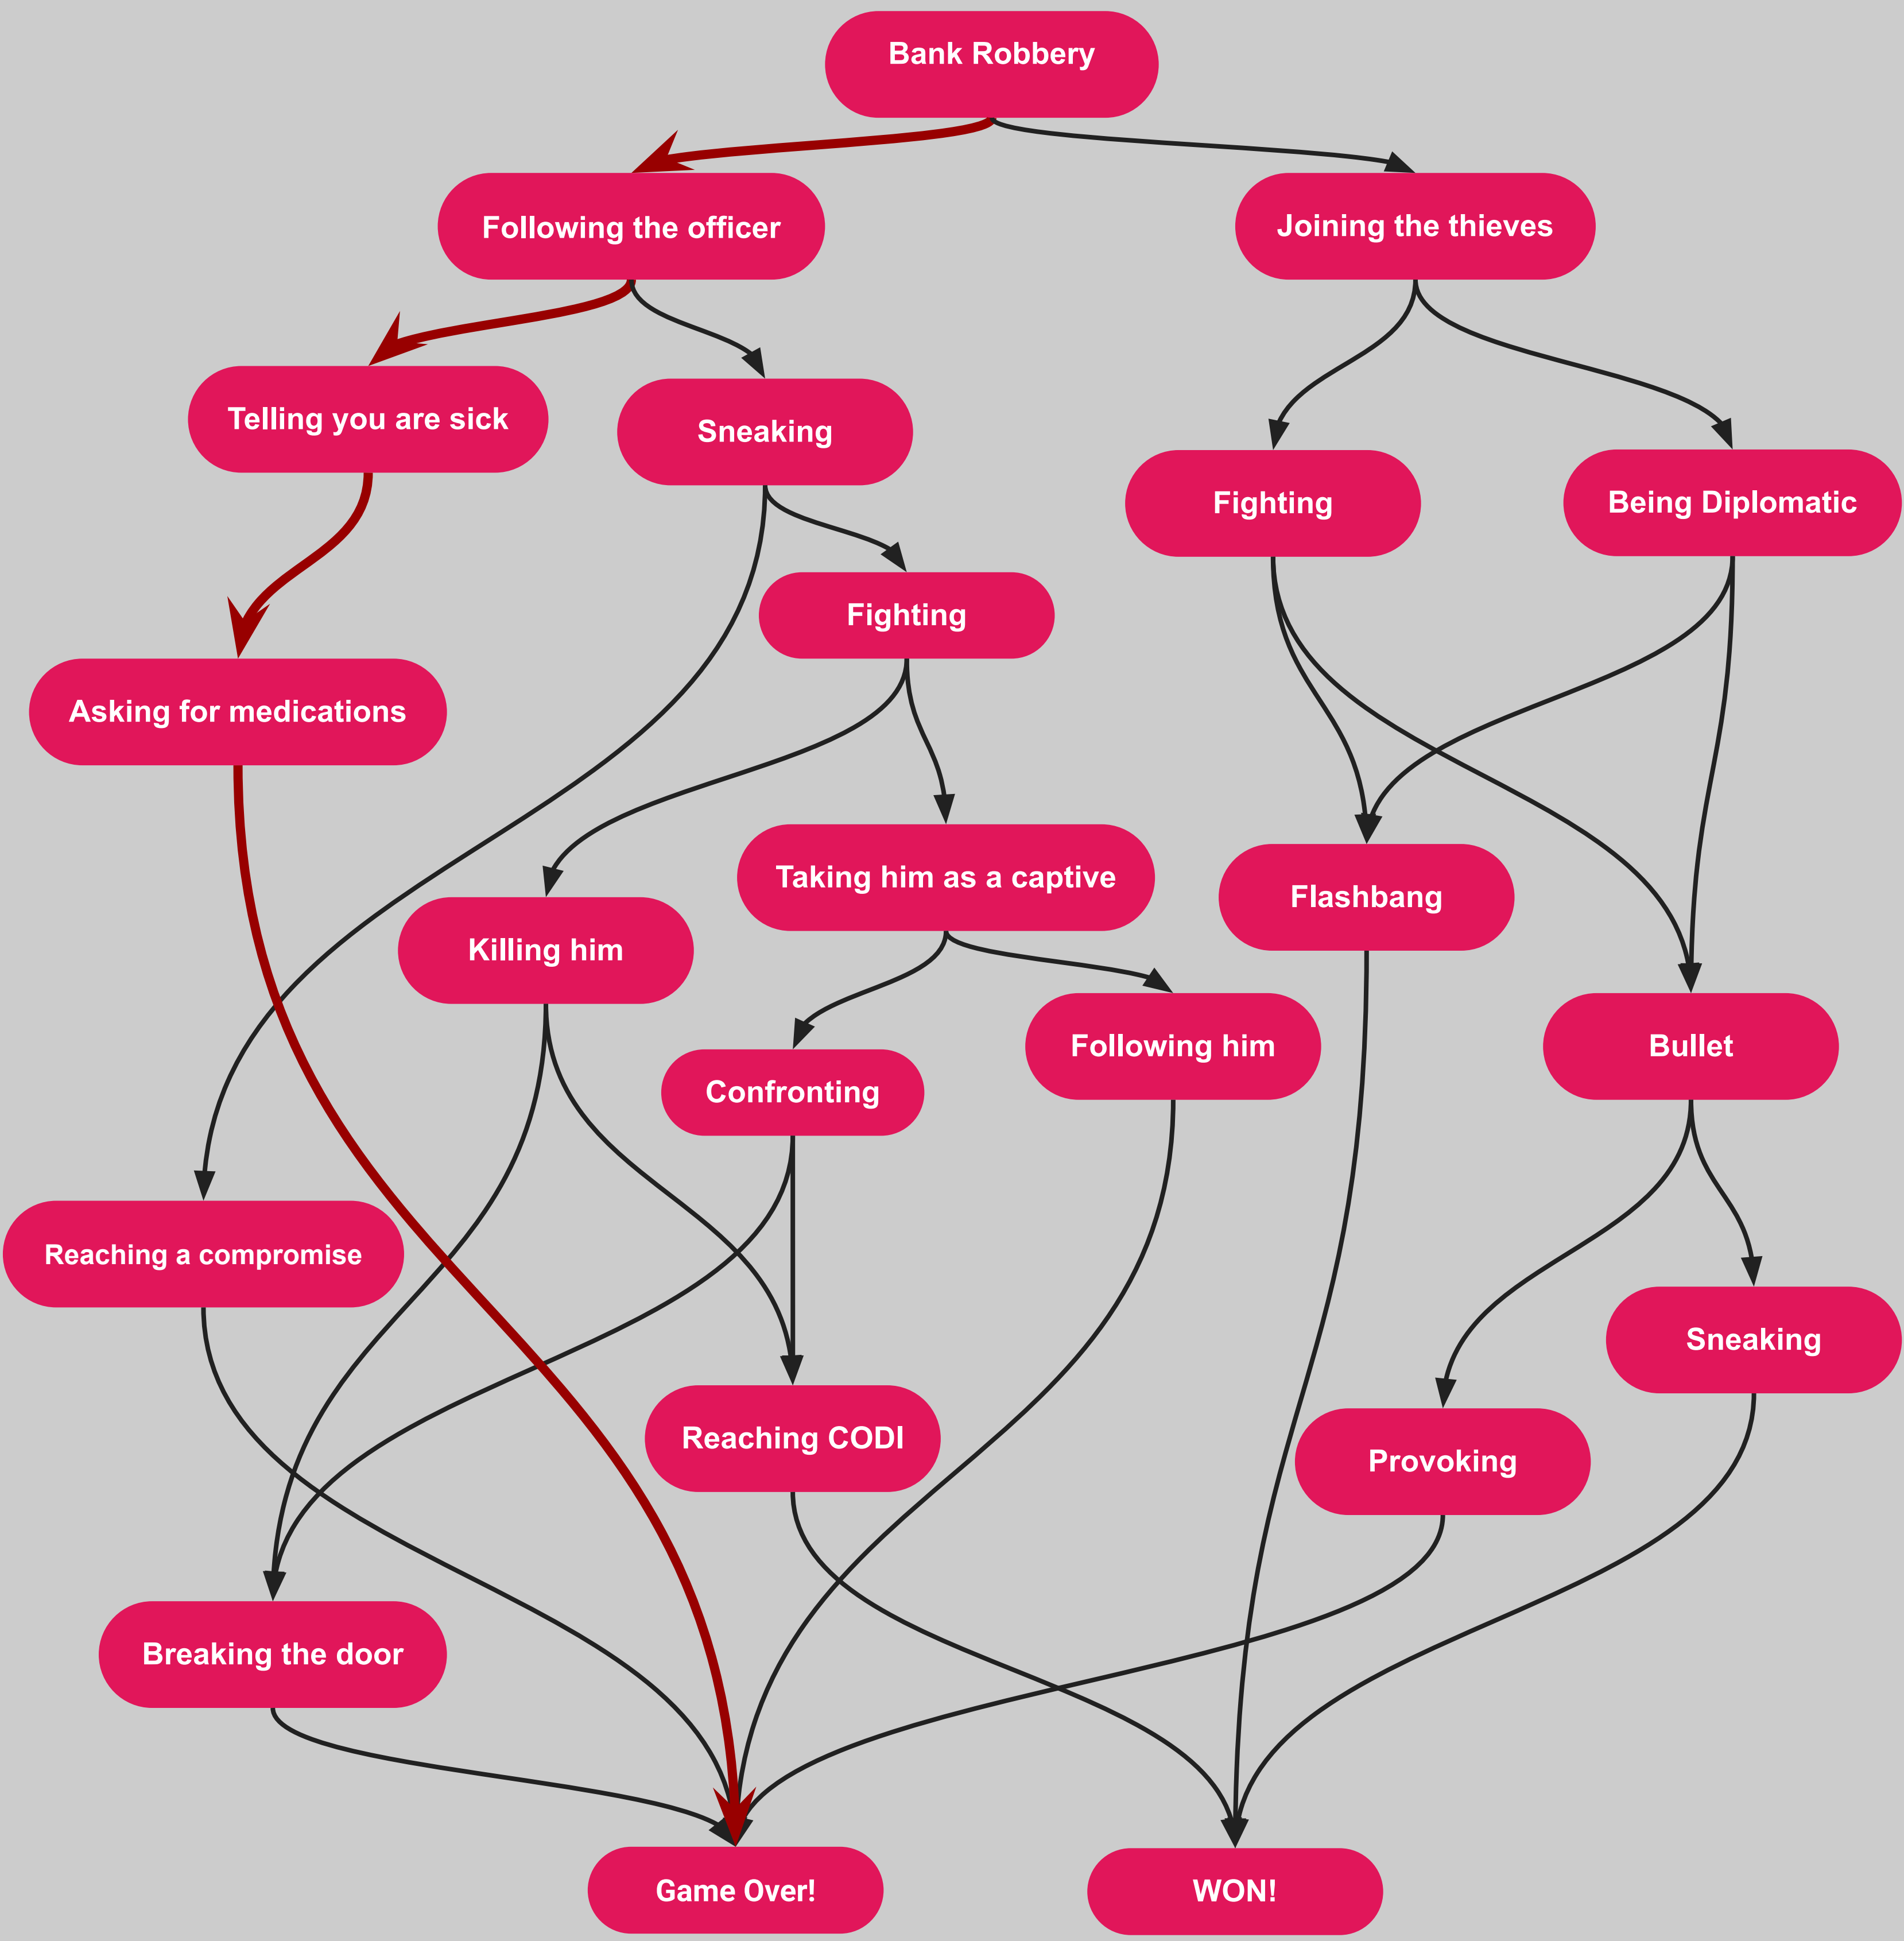 Bank Robbery
Following the officer
Joining the thieves
Telling you are sick
Sneaking
Fighting
Being Diplomatic
Fighting
Asking for medications
Taking him as a captive
Flashbang
Killing him
Following him
Bullet
Confronting
Reaching a compromise
Sneaking
Reaching CODI
Provoking
Breaking the door
Game Over!
WON!